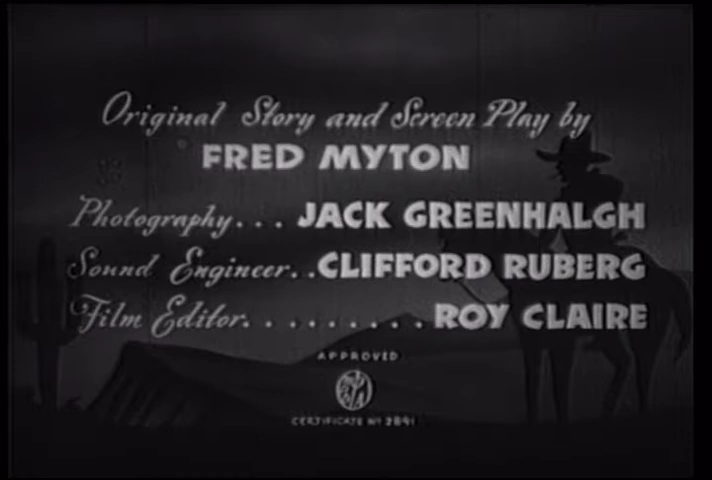 Original Story and Screen Play by
FRED MYTON
Photography... JACK GREENHALGH
Sound Engineer..CLIFFORD RUBERG
Film Editor..........ROY CLAIRE
APPROVED
CERTIFICATE Nº 2891